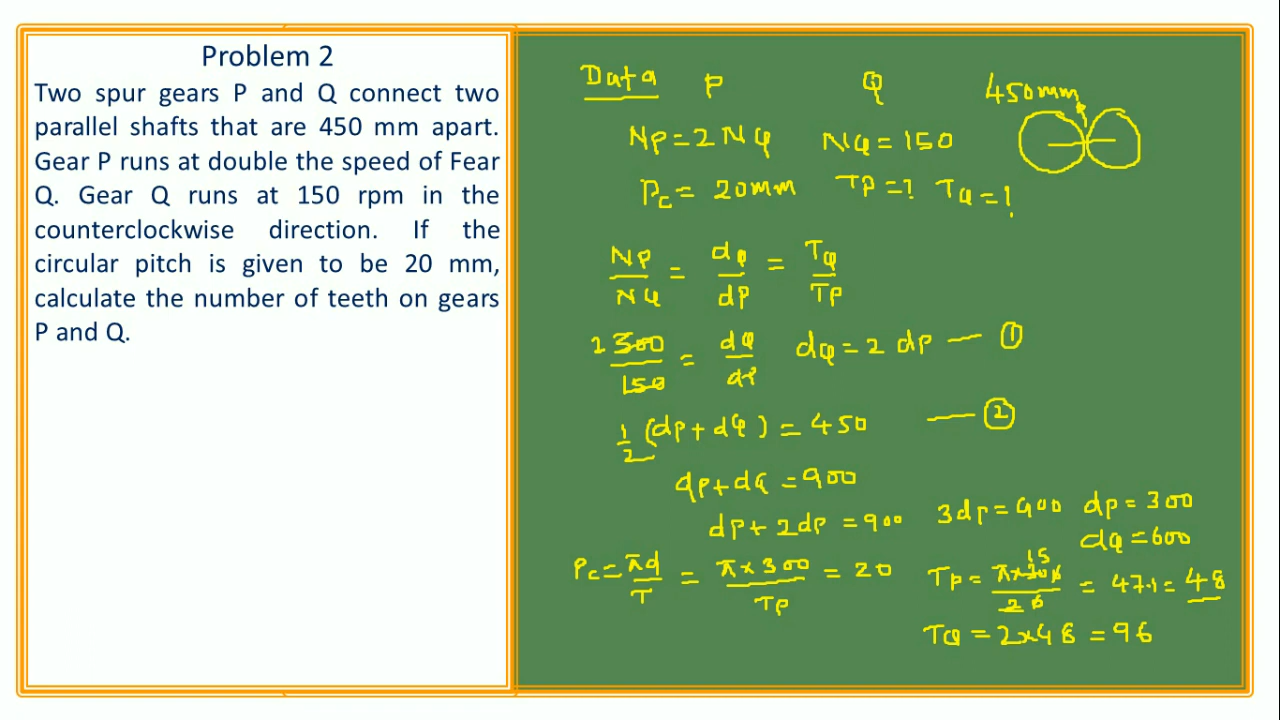 Problem 2
Two spur gears P and Q connect two
parallel shafts that are 450 mm apart.
Gear P runs at double the speed of Fear
Q. Gear Q runs at 150 rpm in the
counterclockwise direction. If the
circular pitch is given to be 20 mm,
calculate the number of teeth on gears
P and Q.
Data P Q 450mm
NP = 2NQ NQ = 150
Pc = 20mm TP = ? TQ = ?
NP/NQ = dQ/dP = TQ/TP
2 300/150 = dQ/dP dQ = 2 dP — ①
1/2 (dP + dQ) = 450 — ②
dP + dQ = 900
dP + 2dP = 900 3dP = 900 dP = 300
dQ = 600
Pc = πd/T = π×300/TP = 20 TP = π×300/20 15 = 47.1 = 48
TQ = 2×48 = 96